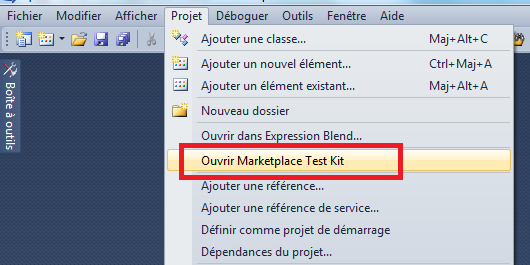 Fichier Modifier Afficher Projet Déboguer Outils Fenêtre Aide
Ajouter une classe... Maj+Alt+C
Ajouter un nouvel élément... Ctrl+Maj+A
Ajouter un élément existant... Maj+Alt+A
Nouveau dossier
Ouvrir dans Expression Blend...
Ouvrir Marketplace Test Kit
Ajouter une référence...
Ajouter une référence de service...
Définir comme projet de démarrage
Dépendances du projet...
Boîte à outils